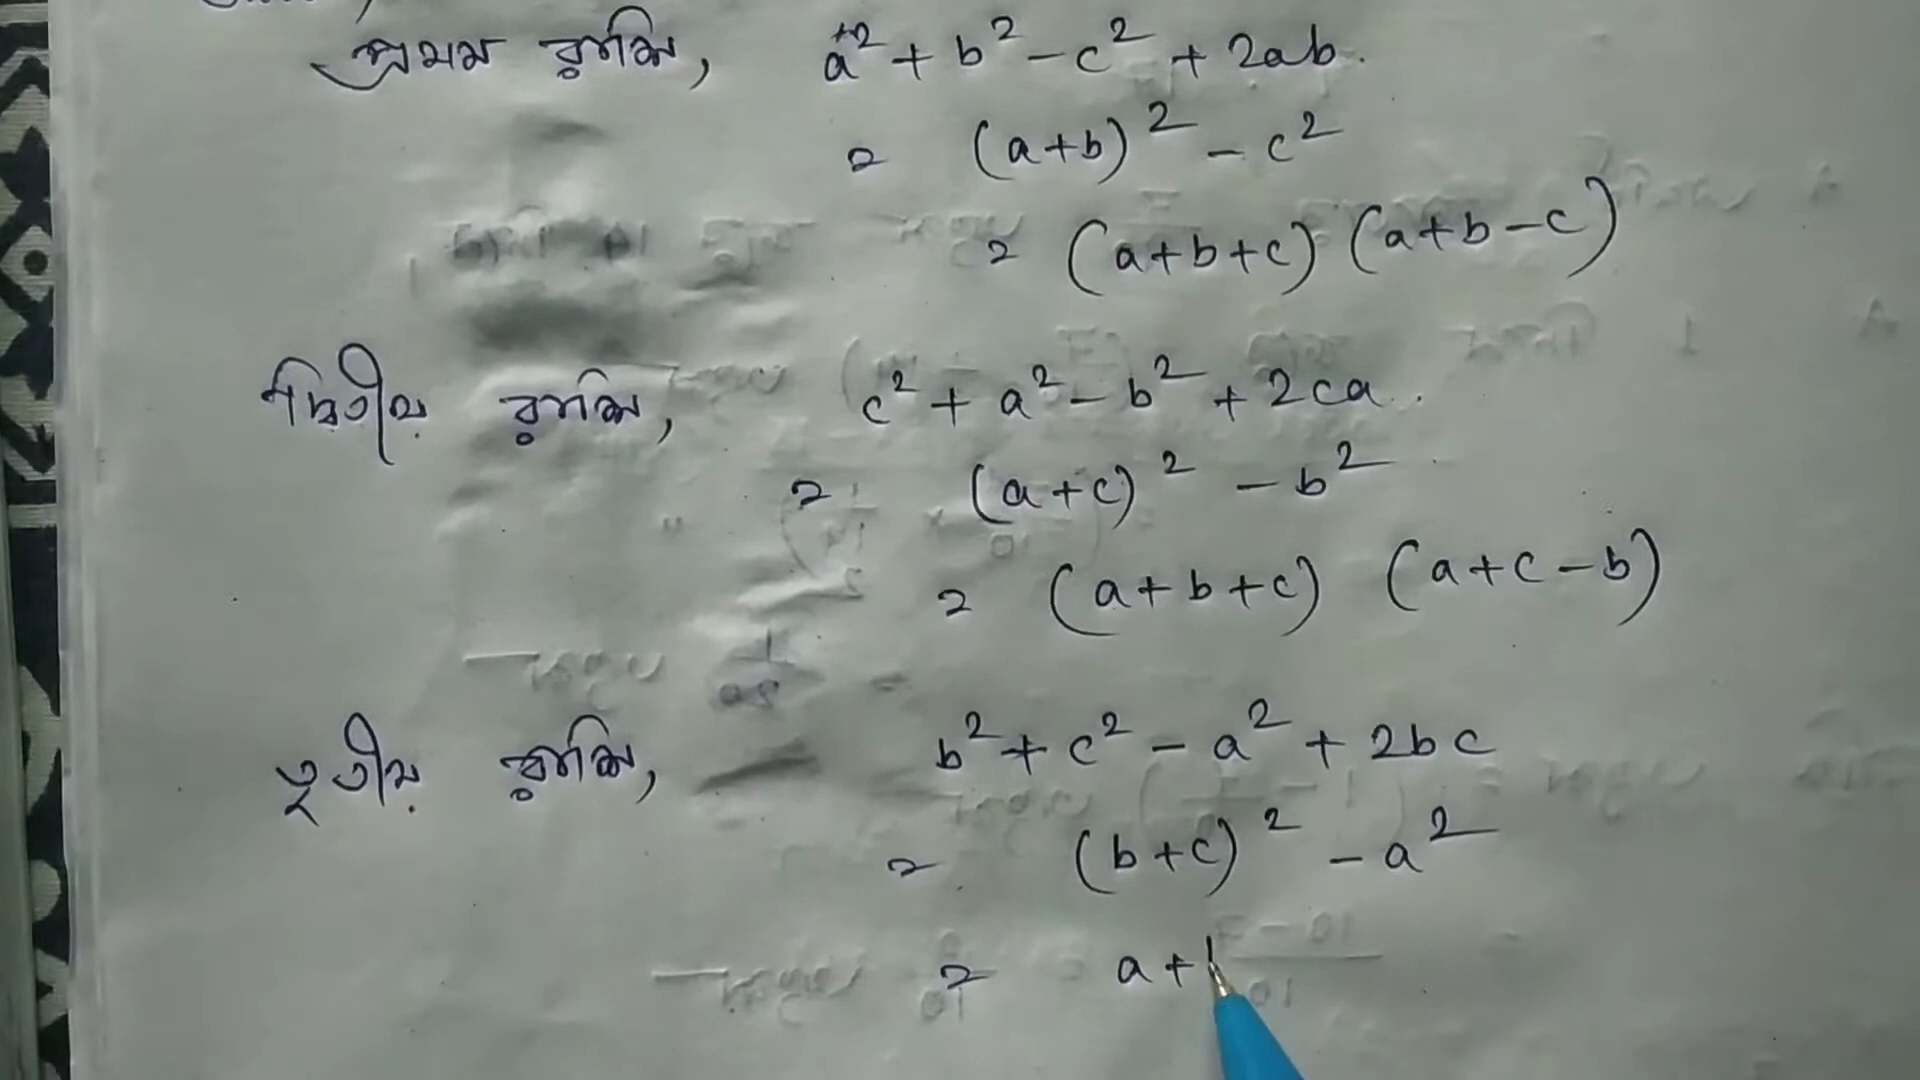 প্রথম রাশি, a² + b² - c² + 2ab.
= (a+b)² - c²
= (a+b+c) (a+b-c)
দ্বিতীয় রাশি, c² + a² - b² + 2ca.
= (a+c)² - b²
= (a+b+c) (a+c-b)
তৃতীয় রাশি, b² + c² - a² + 2bc
= (b+c)² - a²
= a+